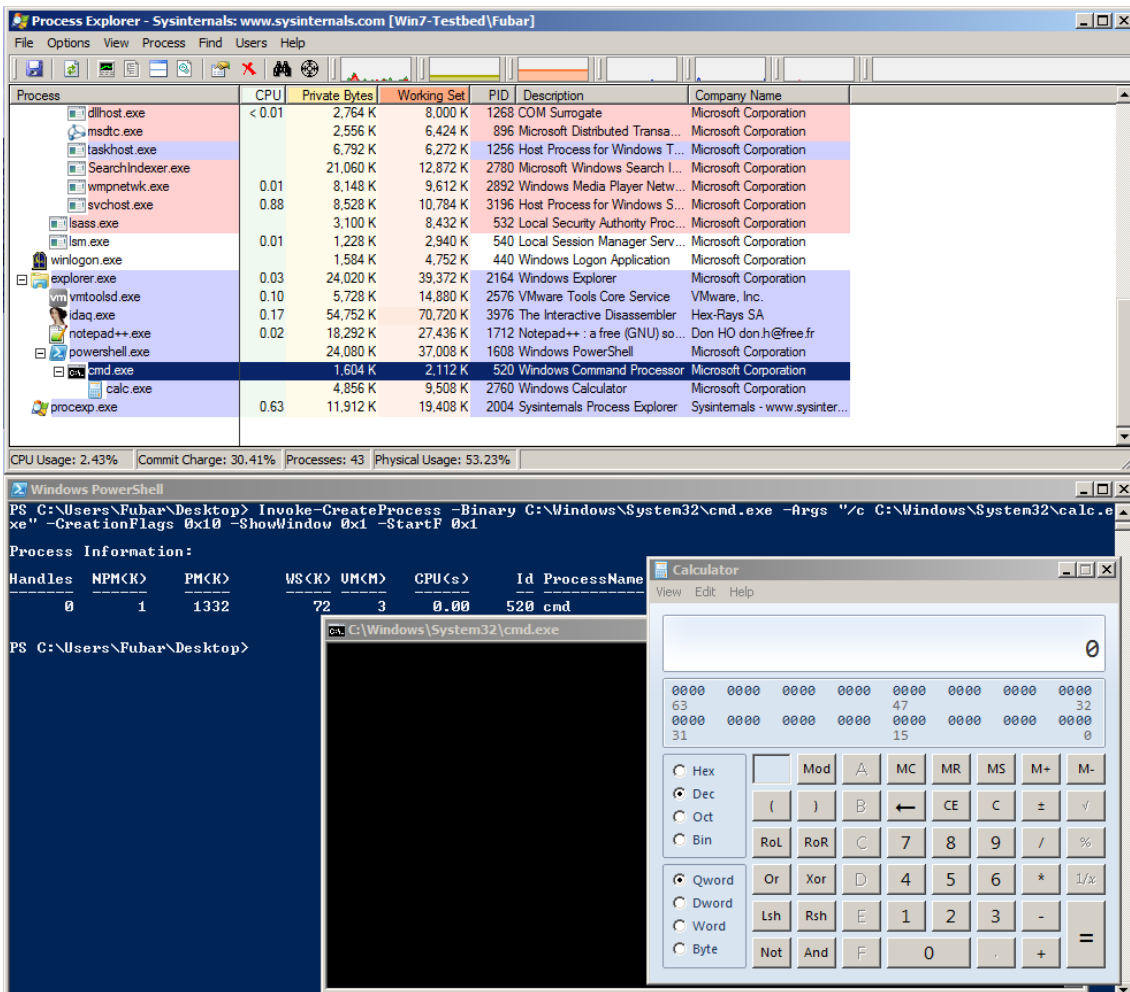 Process Explorer - Sysinternals: www.sysinternals.com [Win7-Testbed\Fubar]
File Options View Process Find Users Help
Process CPU Private Bytes Working Set PID Description Company Name
dllhost.exe < 0.01 2,764 K 8,000 K 1268 COM Surrogate Microsoft Corporation
msdtc.exe 2,556 K 6,424 K 896 Microsoft Distributed Transa... Microsoft Corporation
taskhost.exe 6,792 K 6,272 K 1256 Host Process for Windows T... Microsoft Corporation
SearchIndexer.exe 21,060 K 12,872 K 2780 Microsoft Windows Search I... Microsoft Corporation
wmpnetwk.exe 0.01 8,148 K 9,612 K 2892 Windows Media Player Netw... Microsoft Corporation
svchost.exe 0.88 8,528 K 10,784 K 3196 Host Process for Windows S... Microsoft Corporation
lsass.exe 3,100 K 8,432 K 532 Local Security Authority Proc... Microsoft Corporation
lsm.exe 0.01 1,228 K 2,940 K 540 Local Session Manager Serv... Microsoft Corporation
winlogon.exe 1,584 K 4,752 K 440 Windows Logon Application Microsoft Corporation
explorer.exe 0.03 24,020 K 39,372 K 2164 Windows Explorer Microsoft Corporation
vm vmtoolsd.exe 0.10 5,728 K 14,880 K 2576 VMware Tools Core Service VMware, Inc.
idaq.exe 0.17 54,752 K 70,720 K 3976 The Interactive Disassembler Hex-Rays SA
notepad++.exe 0.02 18,292 K 27,436 K 1712 Notepad++ : a free (GNU) so... Don HO don.h@free.fr
powershell.exe 24,080 K 37,008 K 1608 Windows PowerShell Microsoft Corporation
cmd.exe 1,604 K 2,112 K 520 Windows Command Processor Microsoft Corporation
calc.exe 4,856 K 9,508 K 2760 Windows Calculator Microsoft Corporation
procexp.exe 0.63 11,912 K 19,408 K 2004 Sysinternals Process Explorer Sysinternals - www.sysinter...
CPU Usage: 2.43% Commit Charge: 30.41% Processes: 43 Physical Usage: 53.23%
Windows PowerShell
PS C:\Users\Fubar\Desktop> Invoke-CreateProcess -Binary C:\Windows\System32\cmd.exe -Args "/c C:\Windows\System32\calc.e
xe" -CreationFlags 0x10 -ShowWindow 0x1 -StartF 0x1
Process Information:
Handles NPM(K) PM(K) WS(K) VM(M) CPU(s) Id ProcessName
------- ------ ----- ----- ----- ------ -- -----------
0 1 1332 72 3 0.00 520 cmd
PS C:\Users\Fubar\Desktop>
C:\Windows\System32\cmd.exe
Calculator
View Edit Help
0
0000 0000 0000 0000 0000 0000 0000 0000
63 47 32
0000 0000 0000 0000 0000 0000 0000 0000
31 15 0
Hex Mod A MC MR MS M+ M-
Dec ( ) B ← CE C ± √
Oct
Bin RoL RoR C 7 8 9 / %
Qword Or Xor D 4 5 6 * 1/x
Dword
Word Lsh Rsh E 1 2 3 - =
Byte Not And F 0 . +